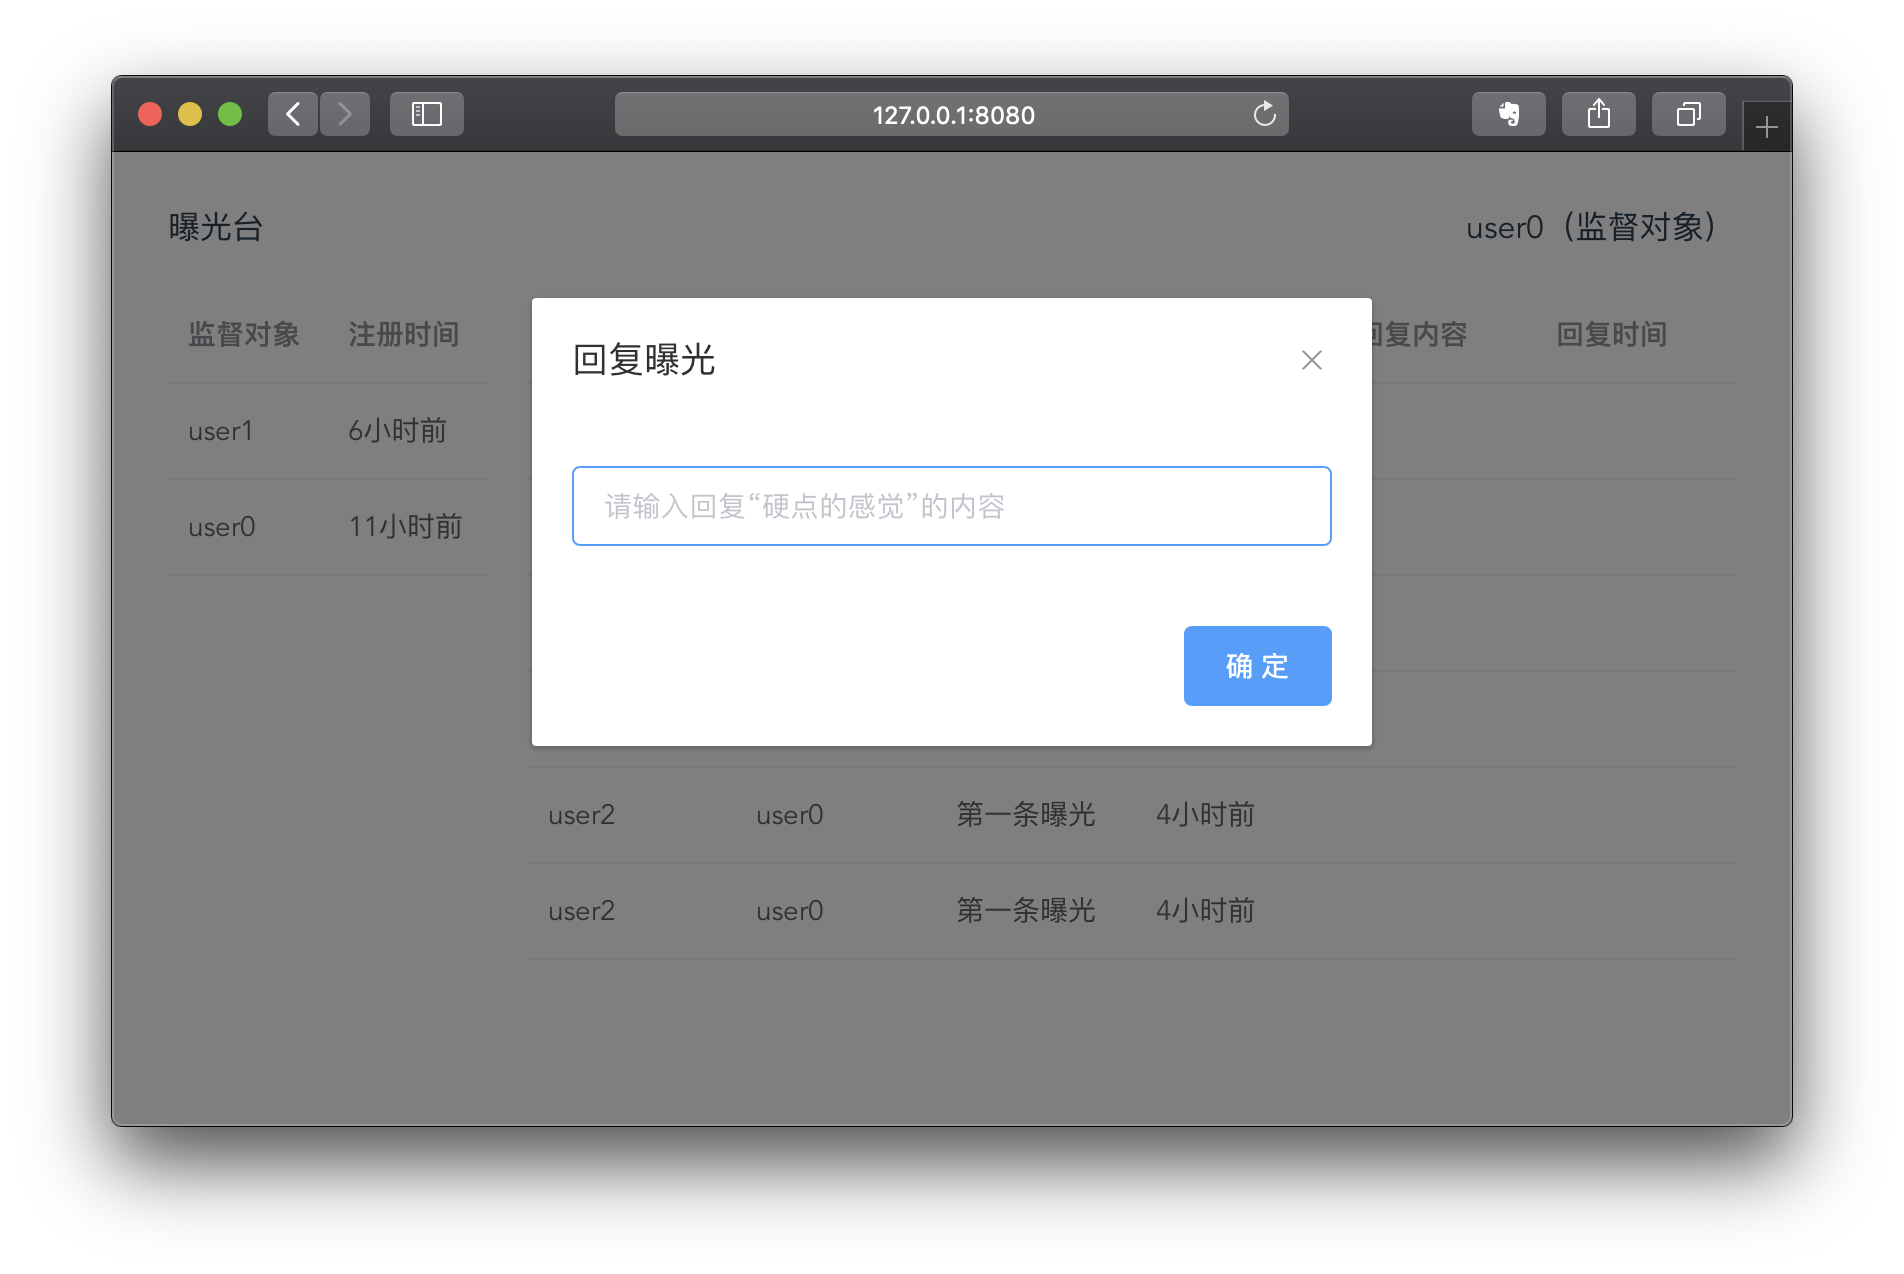 127.0.0.1:8080
曝光台
user0（监督对象）
监督对象 注册时间 回复内容 回复时间
回复曝光
user1 6小时前
请输入回复“硬点的感觉”的内容
user0 11小时前
确 定
user2 user0 第一条曝光 4小时前
user2 user0 第一条曝光 4小时前